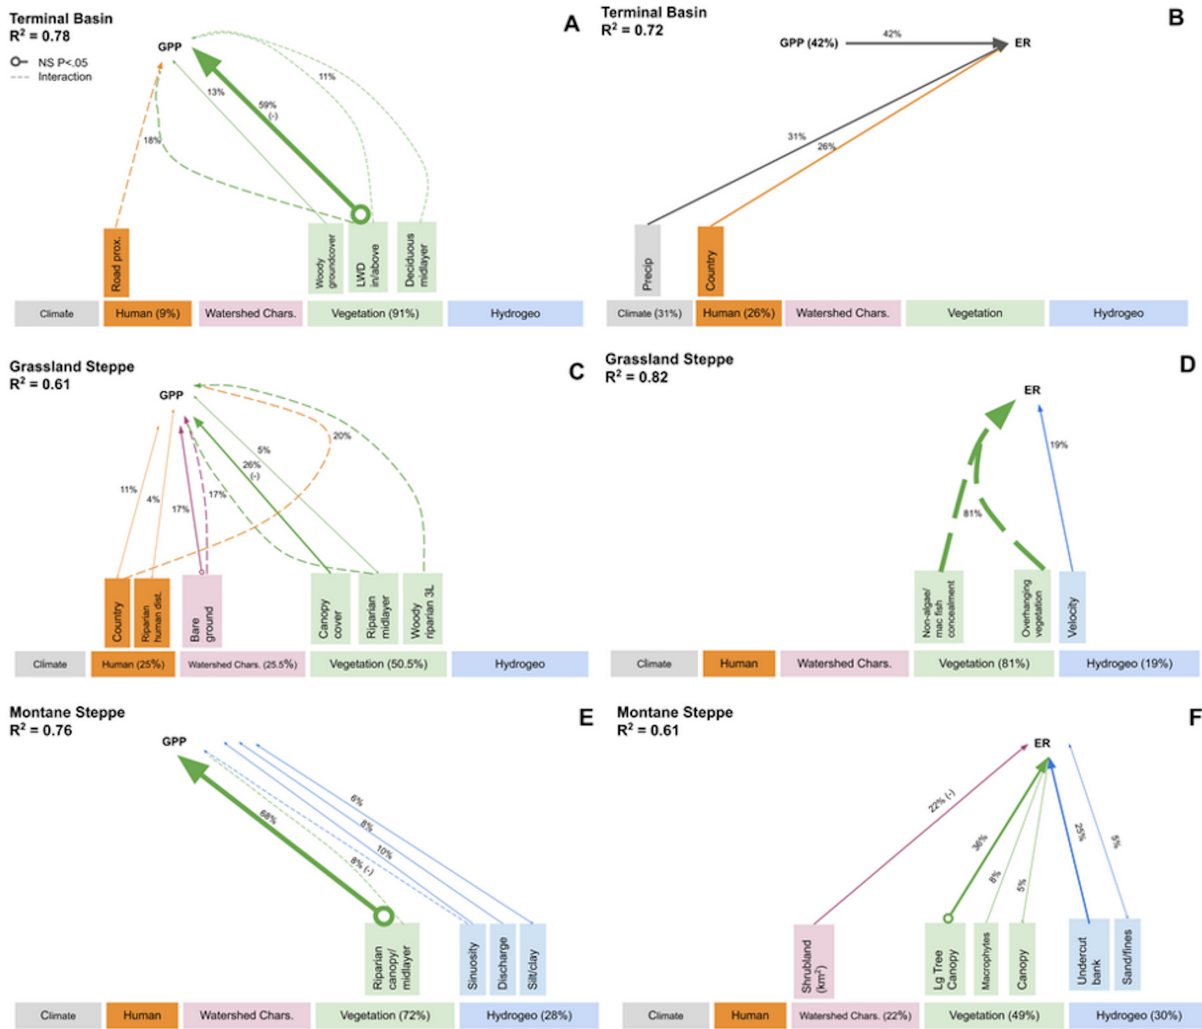 Terminal Basin
R² = 0.78
A
GPP
NS P<.05
Interaction
11%
13%
59%
(-)
18%
Road prox.
Woody
groundcover
LWD
in/above
Deciduous
midlayer
Climate
Human (9%)
Watershed Chars.
Vegetation (91%)
Hydrogeo
Terminal Basin
R² = 0.72
B
GPP (42%)
42%
ER
31%
26%
Precip
Country
Climate (31%)
Human (26%)
Watershed Chars.
Vegetation
Hydrogeo
Grassland Steppe
R² = 0.61
C
GPP
20%
5%
26%
(-)
11%
4%
17%
17%
Country
Riparian
human dist.
Bare
ground
Canopy
cover
Riparian
midlayer
Woody
riparian 3L
Climate
Human (25%)
Watershed Chars. (25.5%)
Vegetation (50.5%)
Hydrogeo
Grassland Steppe
R² = 0.82
D
ER
19%
81%
Non-algae/
mac fish
concealment
Overhanging
vegetation
Velocity
Climate
Human
Watershed Chars.
Vegetation (81%)
Hydrogeo (19%)
Montane Steppe
R² = 0.76
E
GPP
6%
8%
10%
8% (-)
68%
Riparian
canopy/
midlayer
Sinuosity
Discharge
Silt/clay
Climate
Human
Watershed Chars.
Vegetation (72%)
Hydrogeo (28%)
Montane Steppe
R² = 0.61
F
ER
22% (-)
36%
8%
5%
25%
5%
Shrubland
(km²)
Lg Tree
Canopy
Macrophytes
Canopy
Undercut
bank
Sand/fines
Climate
Human
Watershed Chars. (22%)
Vegetation (49%)
Hydrogeo (30%)